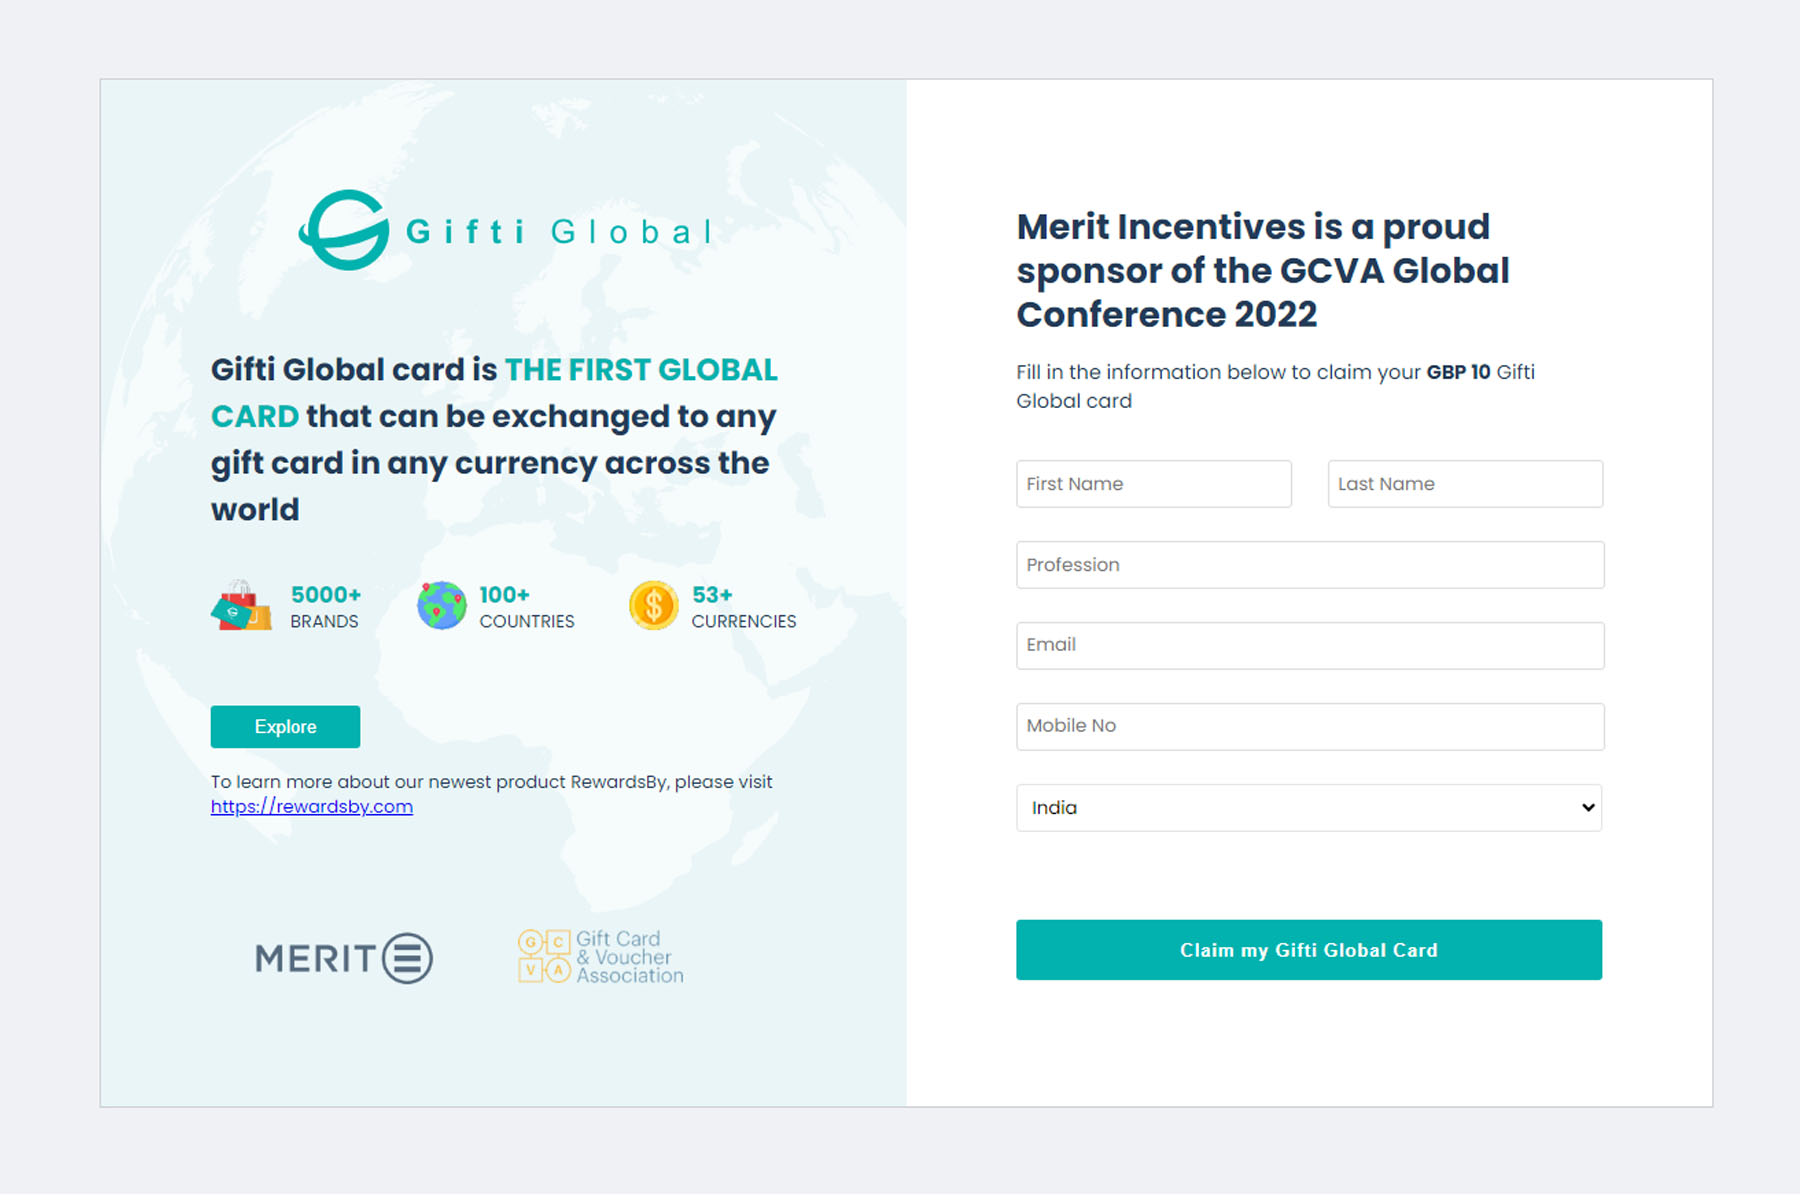 Gifti Global
Gifti Global card is THE FIRST GLOBAL
CARD that can be exchanged to any
gift card in any currency across the
world
5000+
BRANDS
100+
COUNTRIES
53+
CURRENCIES
Explore
To learn more about our newest product RewardsBy, please visit
https://rewardsby.com
MERIT
G C
V A
Gift Card
& Voucher
Association
Merit Incentives is a proud
sponsor of the GCVA Global
Conference 2022
Fill in the information below to claim your GBP 10 Gifti
Global card
First Name
Last Name
Profession
Email
Mobile No
India
Claim my Gifti Global Card